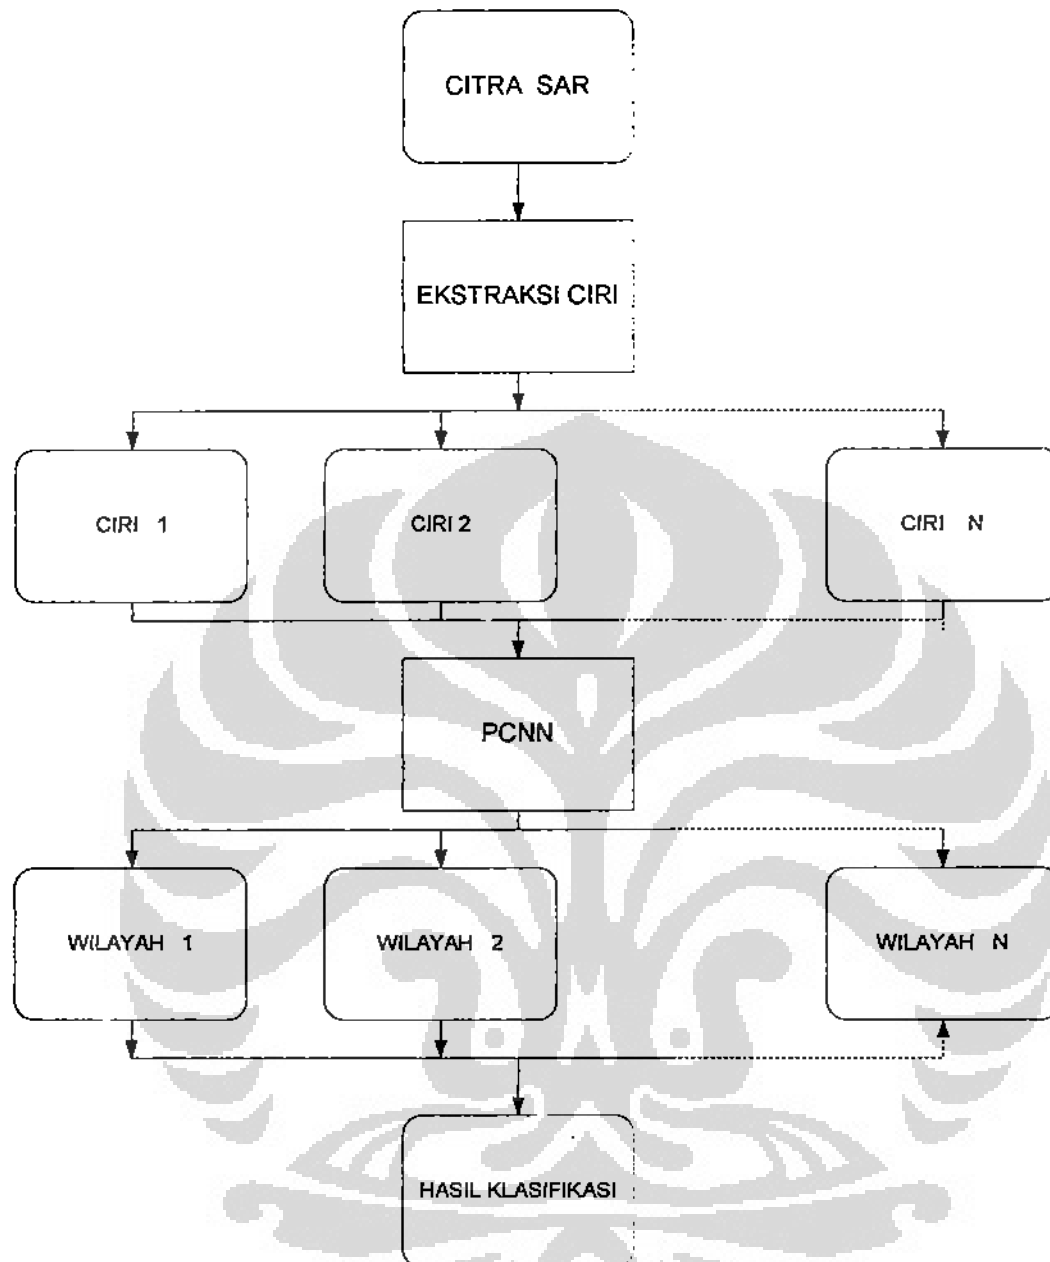 CITRA SAR
EKSTRAKSI CIRI
CIRI 1
CIRI 2
CIRI N
PCNN
WILAYAH 1
WILAYAH 2
WILAYAH N
HASIL KLASIFIKASI